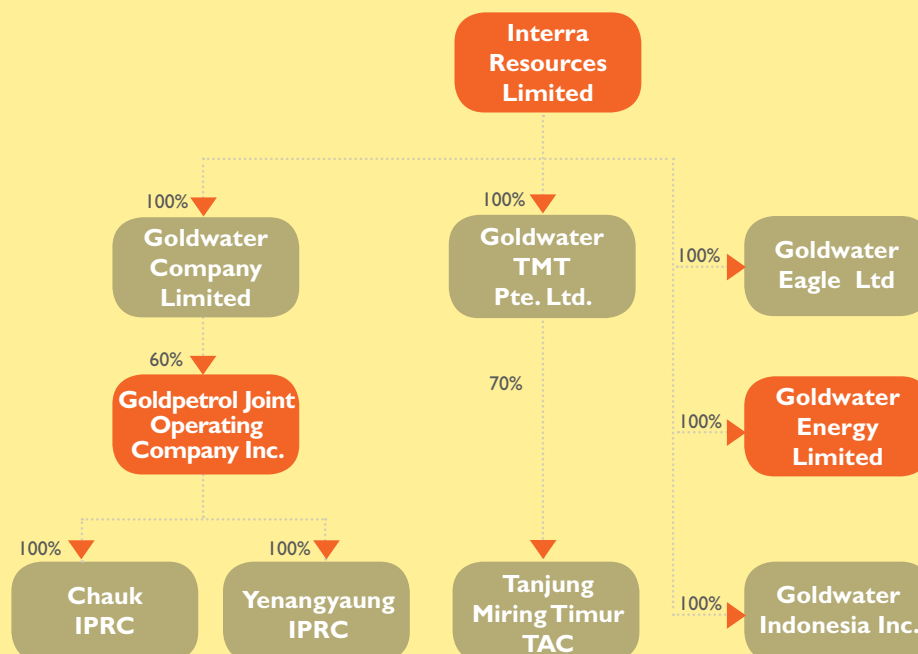 Interra
Resources
Limited
100%
100%
Goldwater
Company
Limited
Goldwater
TMT
Pte. Ltd.
100%
Goldwater
Eagle Ltd
60%
70%
Goldpetrol Joint
Operating
Company Inc.
100%
Goldwater
Energy
Limited
100%
100%
Chauk
IPRC
Yenangyaung
IPRC
Tanjung
Miring Timur
TAC
100%
Goldwater
Indonesia Inc.